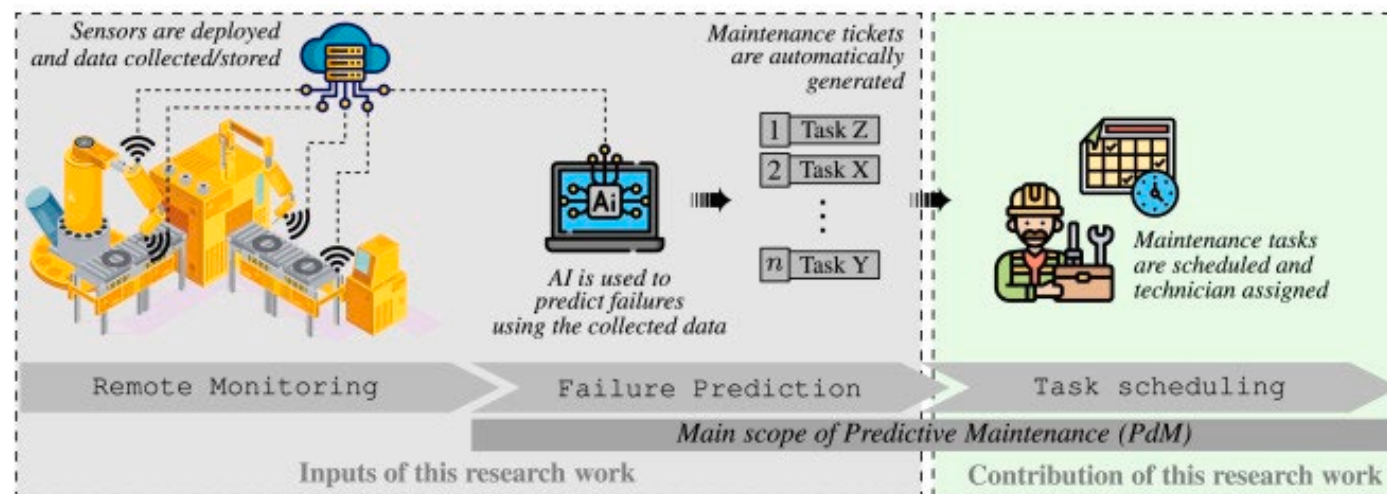 Sensors are deployed
and data collected/stored
Maintenance tickets
are automatically
generated
1 Task Z
2 Task X
n Task Y
Ai
AI is used to
predict failures
using the collected data
Maintenance tasks
are scheduled and
technician assigned
Remote Monitoring
Failure Prediction
Task scheduling
Main scope of Predictive Maintenance (PdM)
Inputs of this research work
Contribution of this research work